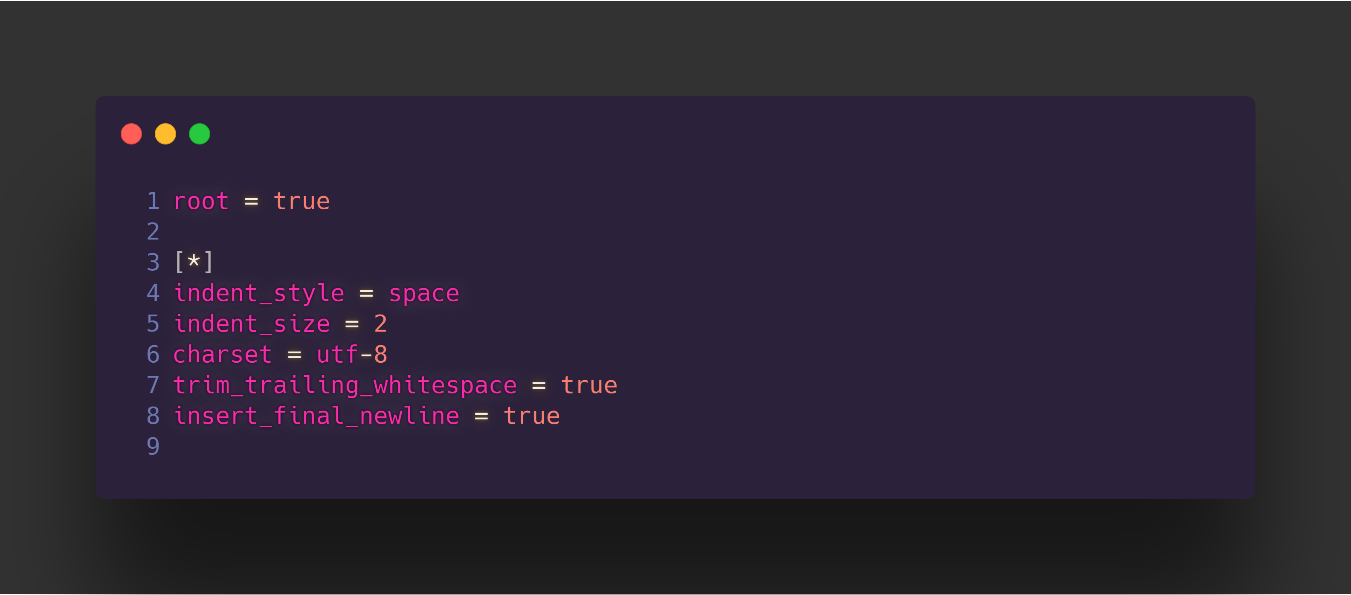 1 root = true
2
3 [*]
4 indent_style = space
5 indent_size = 2
6 charset = utf-8
7 trim_trailing_whitespace = true
8 insert_final_newline = true
9